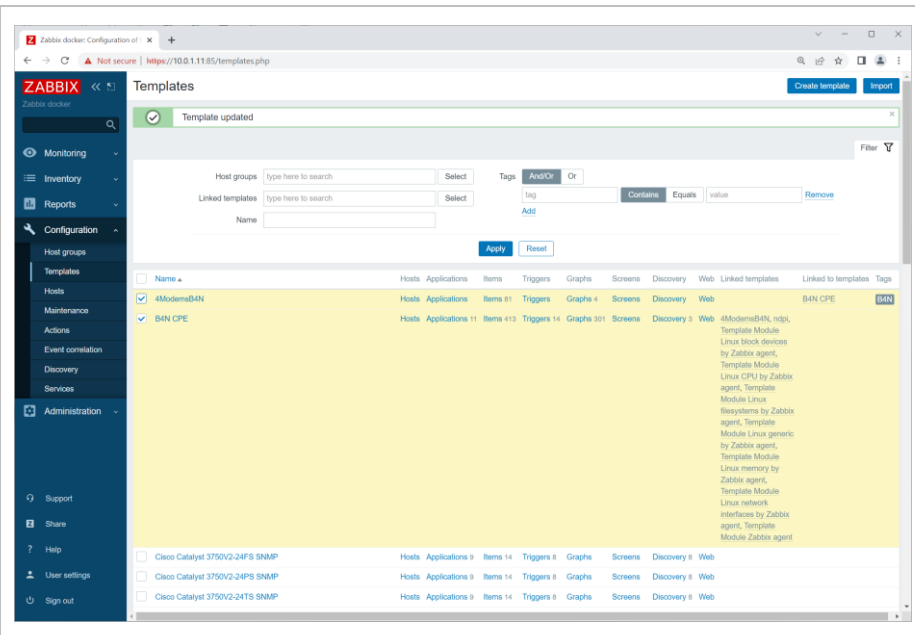 Zabbix docker: Configuration of
Not secure | https://10.0.1.11:85/templates.php
ZABBIX
Zabbix docker
Templates
Create template Import
Template updated
Filter
Monitoring
Inventory
Reports
Configuration
Host groups
Templates
Hosts
Maintenance
Actions
Event correlation
Discovery
Services
Administration
Support
Share
Help
User settings
Sign out
Host groups type here to search Select Tags And/Or Or
Linked templates type here to search Select tag Contains Equals value Remove
Name Add
Apply Reset
Name Hosts Applications Items Triggers Graphs Screens Discovery Web Linked templates Linked to templates Tags
4ModemsB4N Hosts Applications Items 81 Triggers Graphs 4 Screens Discovery Web B4N CPE B4N
B4N CPE Hosts Applications 11 Items 413 Triggers 14 Graphs 301 Screens Discovery 3 Web 4ModemsB4N, ndpi,
Template Module
Linux block devices
by Zabbix agent,
Template Module
Linux CPU by Zabbix
agent, Template
Module Linux
filesystems by Zabbix
agent, Template
Module Linux generic
by Zabbix agent,
Template Module
Linux memory by
Zabbix agent,
Template Module
Linux network
interfaces by Zabbix
agent, Template
Module Zabbix agent
Cisco Catalyst 3750V2-24FS SNMP Hosts Applications 9 Items 14 Triggers 8 Graphs Screens Discovery 8 Web
Cisco Catalyst 3750V2-24PS SNMP Hosts Applications 9 Items 14 Triggers 8 Graphs Screens Discovery 8 Web
Cisco Catalyst 3750V2-24TS SNMP Hosts Applications 9 Items 14 Triggers 8 Graphs Screens Discovery 8 Web